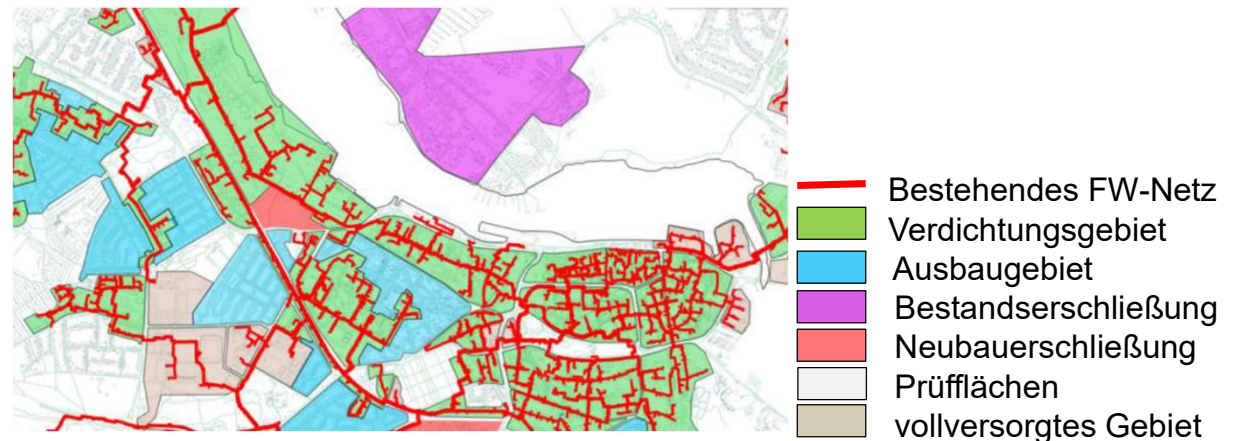 Bestehendes FW-Netz
Verdichtungsgebiet
Ausbaugebiet
Bestandserschließung
Neubauerschließung
Prüfflächen
vollversorgtes Gebiet